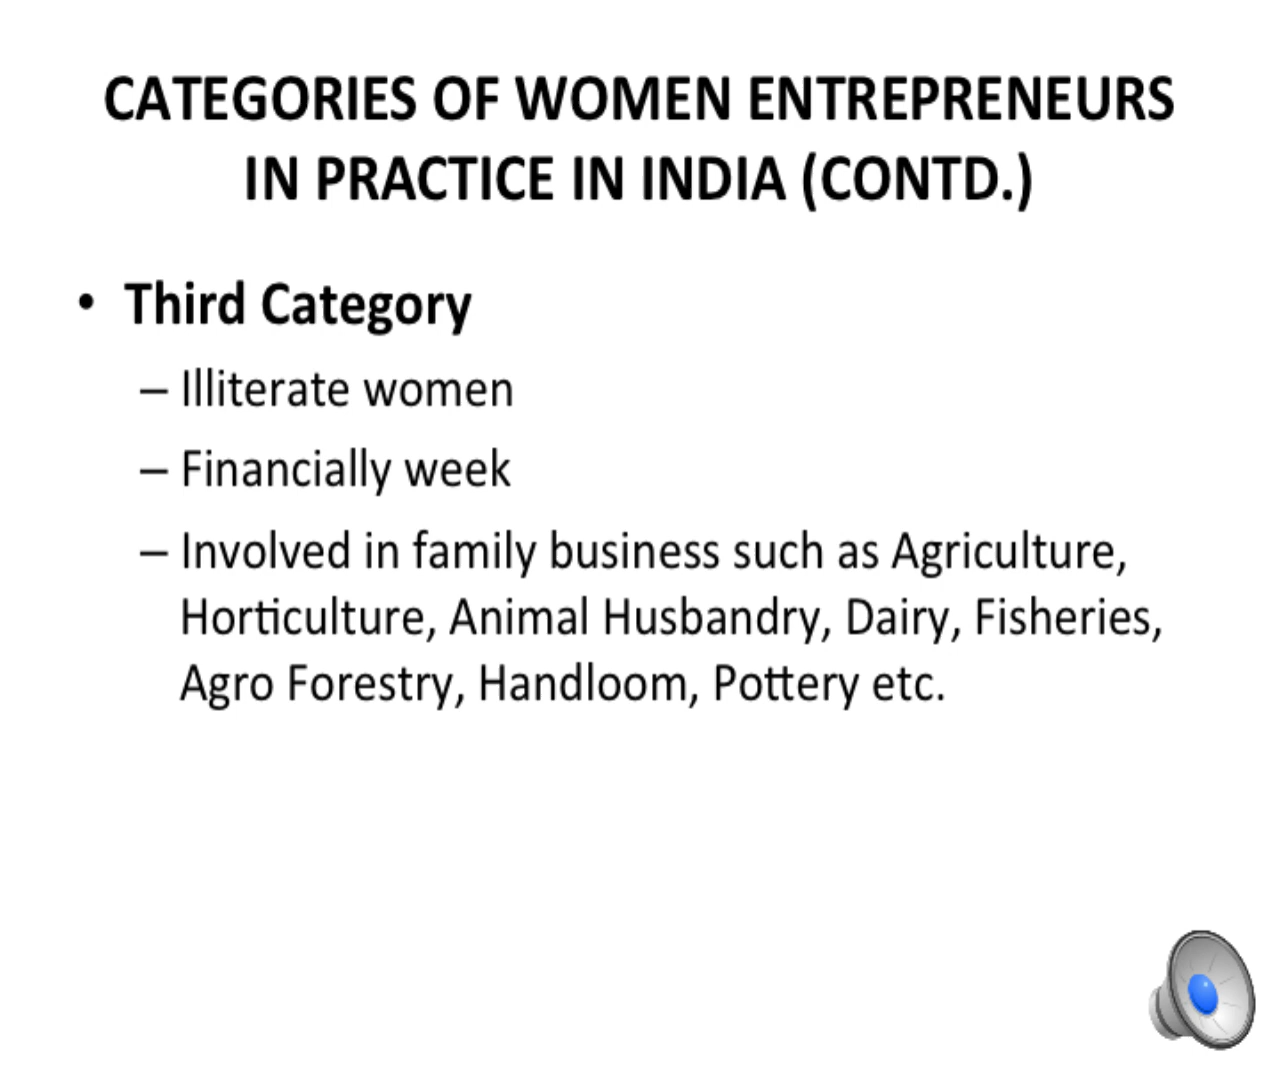 CATEGORIES OF WOMEN ENTREPRENEURS
IN PRACTICE IN INDIA (CONTD.)
• Third Category
– Illiterate women
– Financially week
– Involved in family business such as Agriculture,
Horticulture, Animal Husbandry, Dairy, Fisheries,
Agro Forestry, Handloom, Pottery etc.